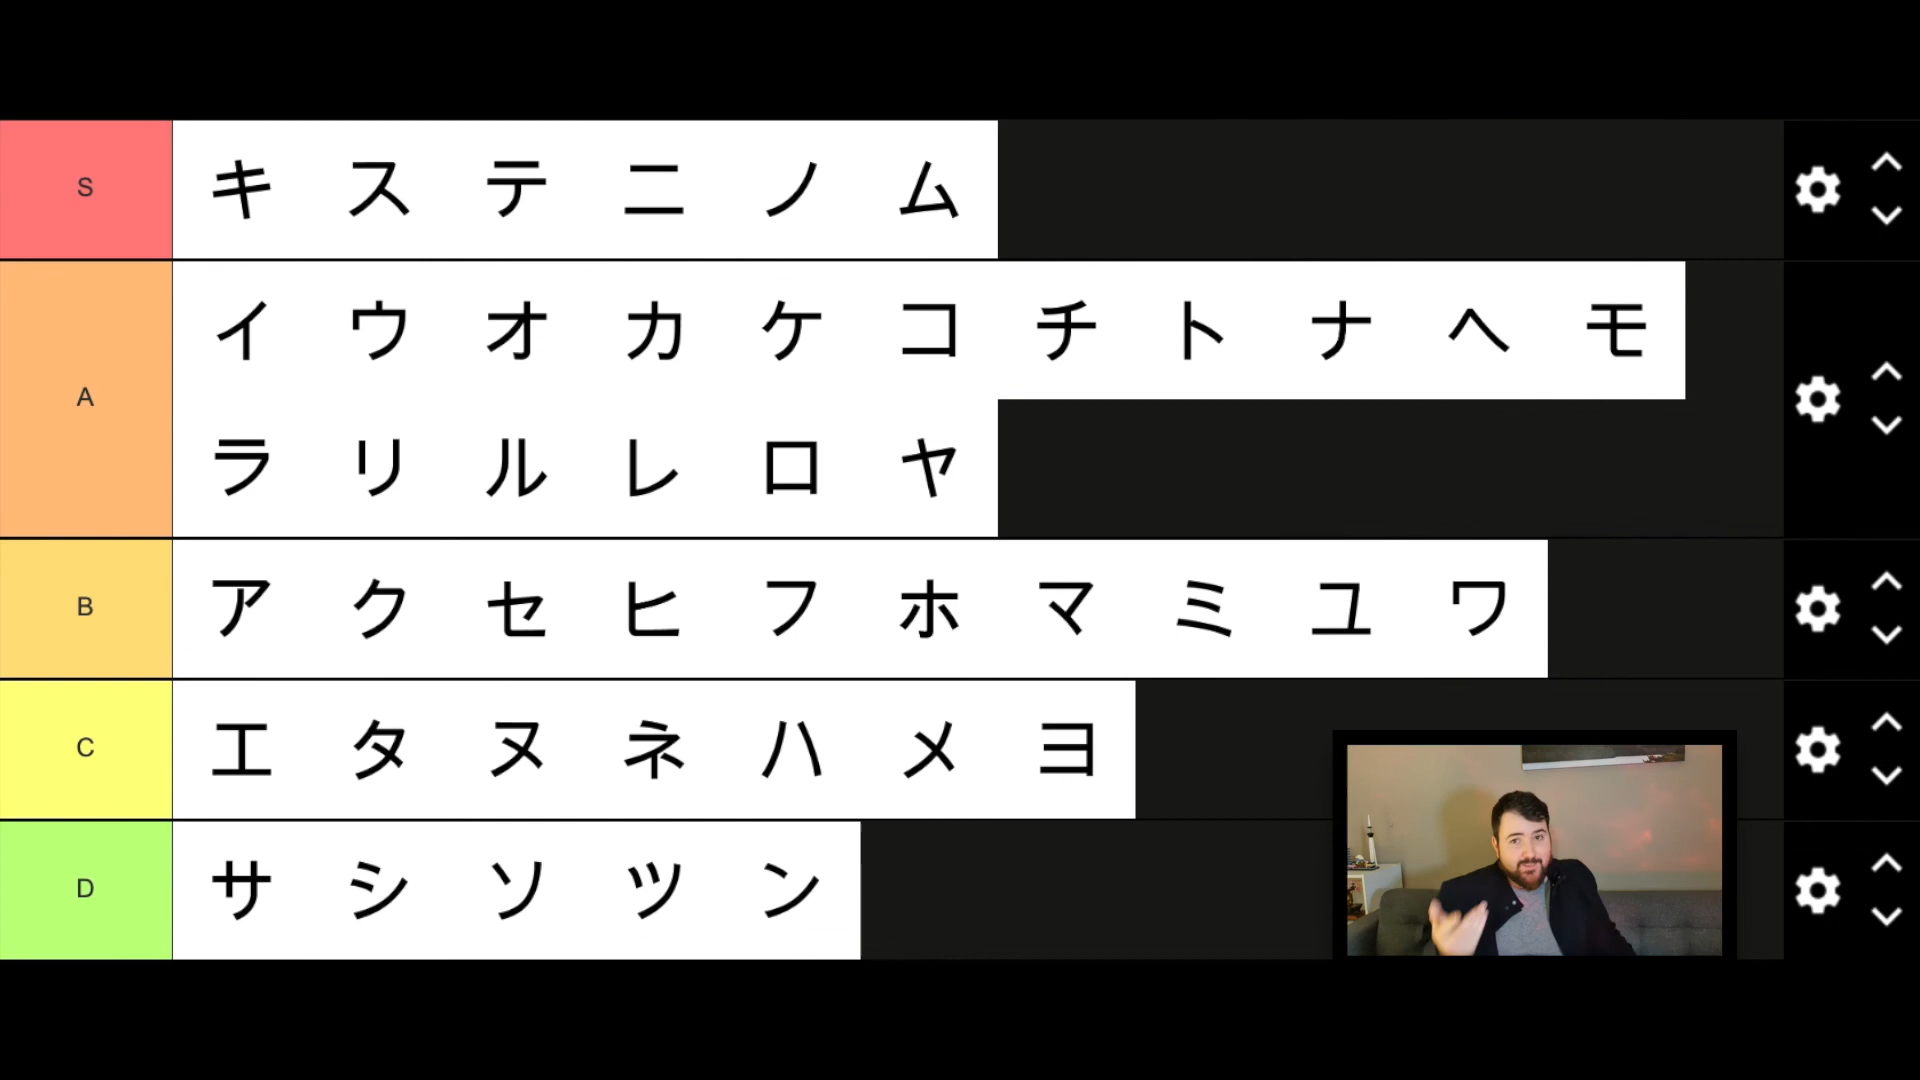 S
キ ス テ ニ ノ ム
A
イ ウ オ カ ケ コ チ ト ナ ヘ モ
ラ リ ル レ ロ ヤ
B
ア ク セ ヒ フ ホ マ ミ ユ ワ
C
エ タ ヌ ネ ハ メ ヨ
D
サ シ ソ ツ ン